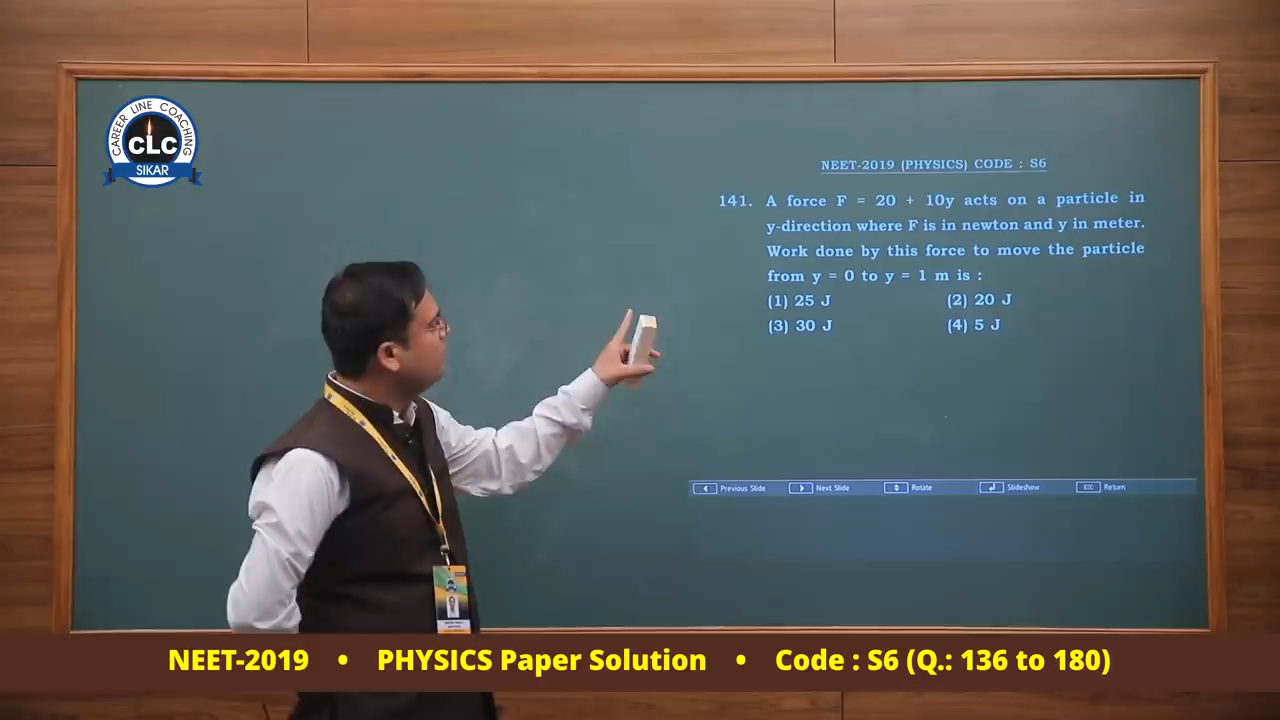 CAREER LINE COACHING
CLC
SIKAR
NEET-2019 (PHYSICS) CODE : S6
141. A force F = 20 + 10y acts on a particle in
y-direction where F is in newton and y in meter.
Work done by this force to move the particle
from y = 0 to y = 1 m is :
(1) 25 J (2) 20 J
(3) 30 J (4) 5 J
Previous Slide Next Slide Rotate Slideshow ESC Return
NEET-2019 • PHYSICS Paper Solution • Code : S6 (Q.: 136 to 180)